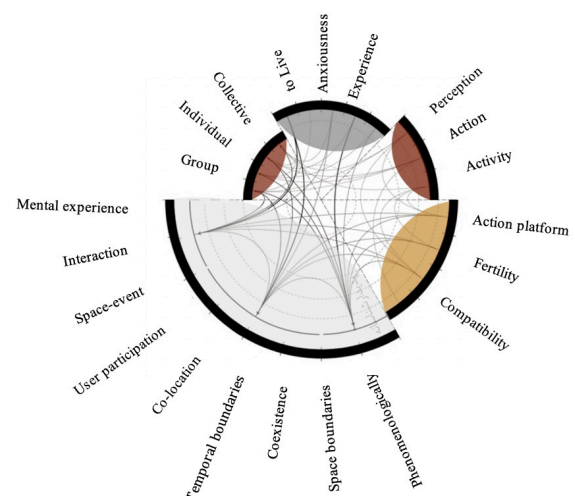 Anxiousness
Experience
to Live
Collective
Individual
Group
Perception
Action
Activity
Action platform
Fertility
Compatibility
Mental experience
Interaction
Space-event
User participation
Co-location
Temporal boundaries
Coexistence
Space boundaries
Phenomenologically